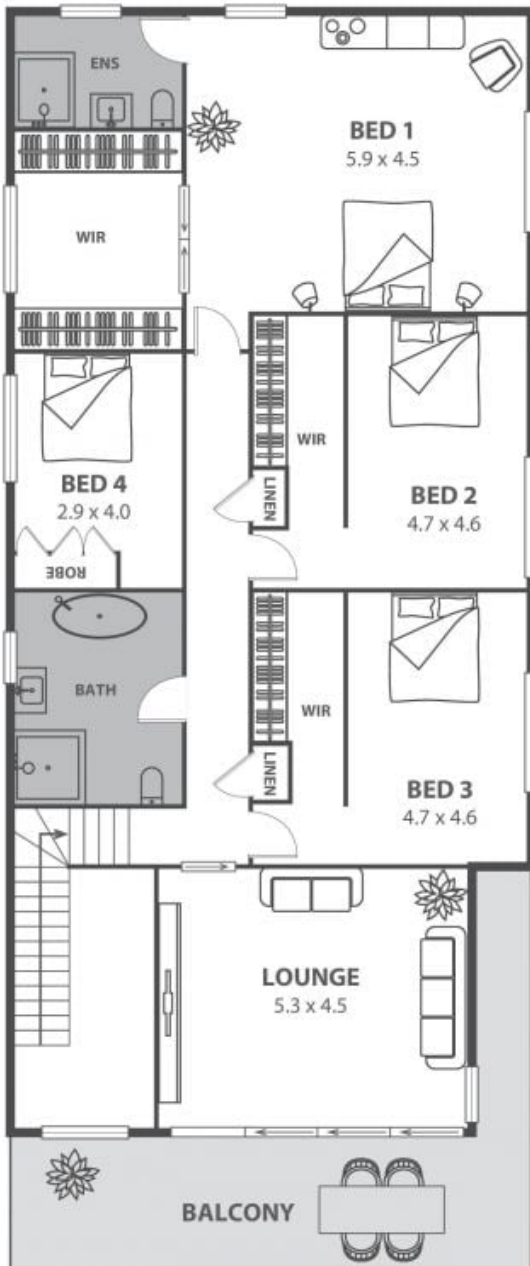 ENS
BED 1
5.9 x 4.5
WIR
WIR
BED 4
2.9 x 4.0
LINEN
BED 2
4.7 x 4.6
ROBE
BATH
WIR
LINEN
BED 3
4.7 x 4.6
LOUNGE
5.3 x 4.5
BALCONY